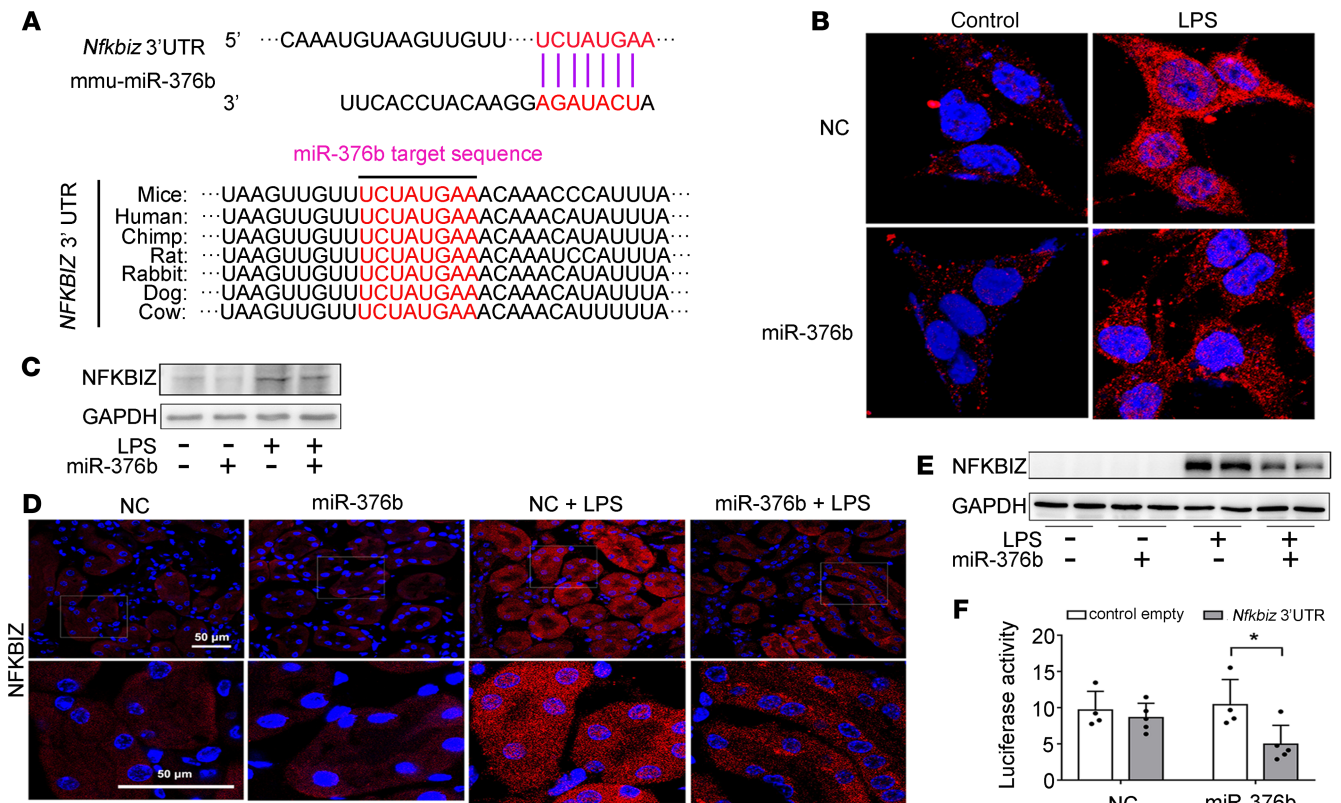 A
Nfkbiz 3’UTR 5’ ···CAAAUGUAAGUUGUU····UCUAUGAA···
mmu-miR-376b
3’ UUCACCUACAAGGAGAUACUA
miR-376b target sequence
NFKBIZ 3’ UTR
Mice: ···UAAGUUGUUUCUAUGAAACAAACCCAUUUA···
Human: ···UAAGUUGUUUCUAUGAAACAAACAUAUUUA···
Chimp: ···UAAGUUGUUUCUAUGAAACAAACAUAUUUA···
Rat: ···UAAGUUGUUUCUAUGAAACAAAUCCAUUUA···
Rabbit: ···UAAGUUGUUUCUAUGAAACAAACAUAUUUA···
Dog: ···UAAGUUGUUUCUAUGAAACAAACAUAUUUA···
Cow: ···UAAGUUGUUUCUAUGAAACAAACAUUUUUA···
B
Control LPS
NC
miR-376b
C
NFKBIZ
GAPDH
LPS - - + +
miR-376b - + - +
D
NC miR-376b NC + LPS miR-376b + LPS
NFKBIZ
50 µm
50 µm
E
NFKBIZ
GAPDH
LPS - - + +
miR-376b - + - +
F
control empty Nfkbiz 3’UTR
Luciferase activity
20
15
10
5
0
*
NC miR-376b